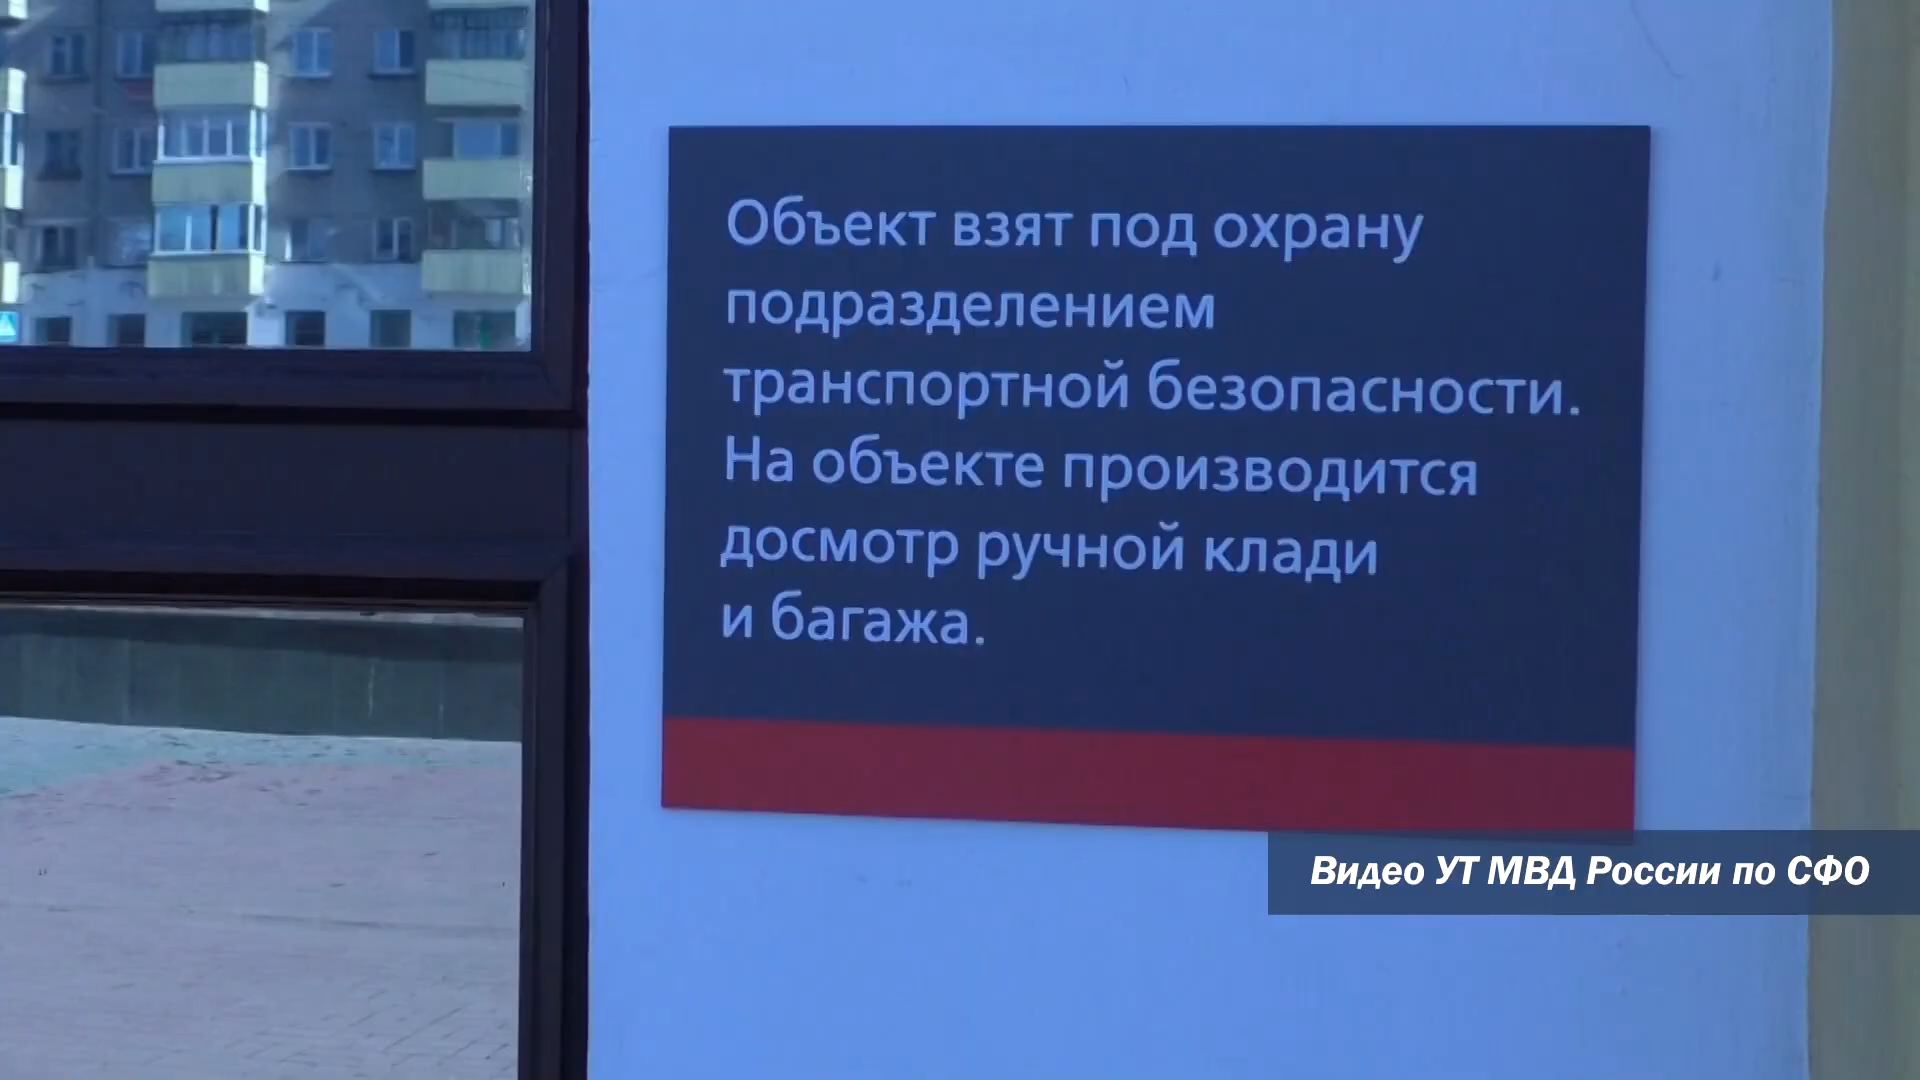 Объект взят под охрану
подразделением
транспортной безопасности.
На объекте производится
досмотр ручной клади
и багажа.
Видео УТ МВД России по СФО